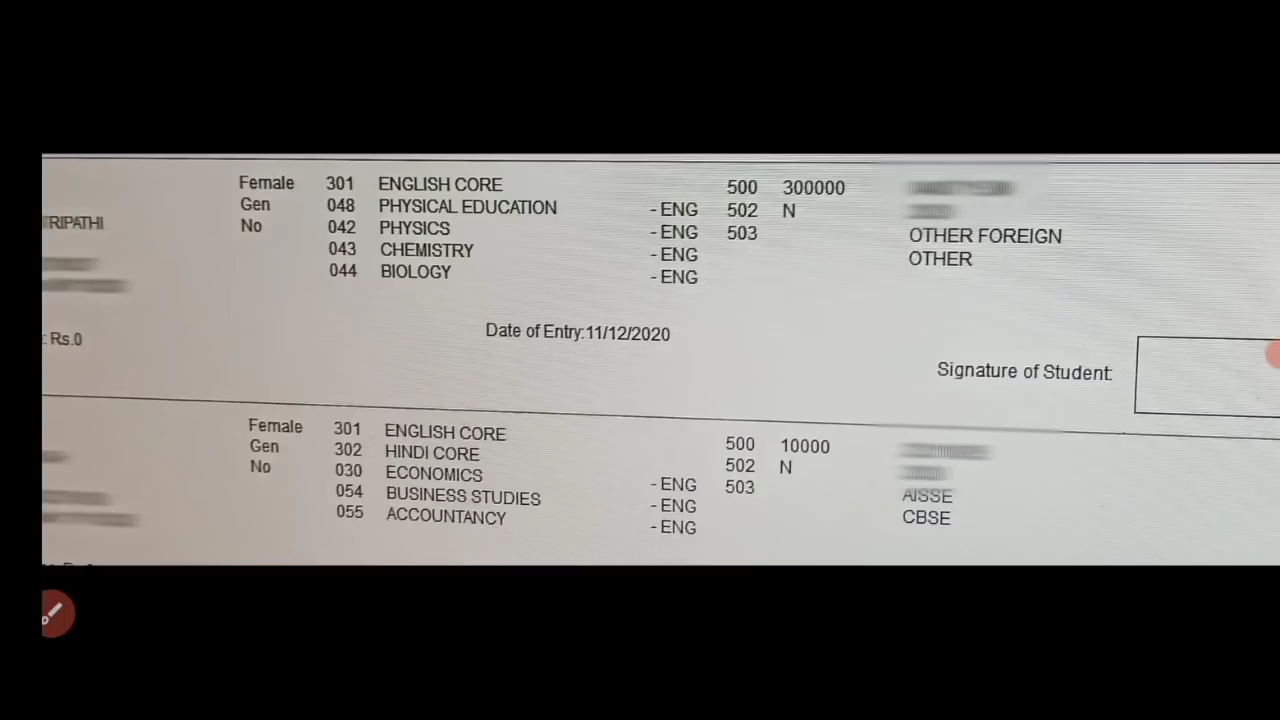 Female 301 ENGLISH CORE 500 300000
Gen 048 PHYSICAL EDUCATION - ENG 502 N
TRIPATHI No 042 PHYSICS - ENG 503 OTHER FOREIGN
043 CHEMISTRY - ENG OTHER
044 BIOLOGY - ENG
: Rs.0 Date of Entry:11/12/2020
Signature of Student:
Female 301 ENGLISH CORE 500 10000
Gen 302 HINDI CORE 502 N
No 030 ECONOMICS - ENG 503 AISSE
054 BUSINESS STUDIES - ENG CBSE
055 ACCOUNTANCY - ENG